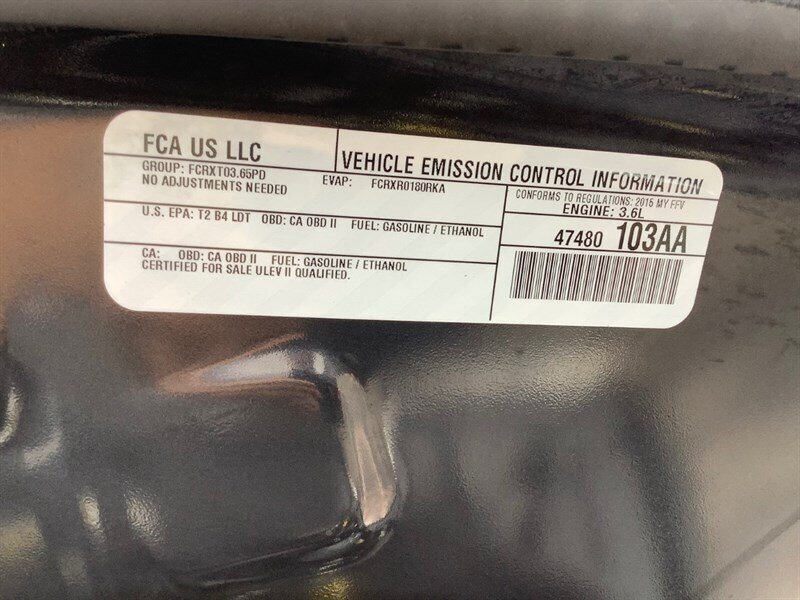 FCA US LLC
VEHICLE EMISSION CONTROL INFORMATION
GROUP: FCRXT03.65PD
EVAP: FCRXR0180RKA
NO ADJUSTMENTS NEEDED
CONFORMS TO REGULATIONS: 2015 MY FFV
ENGINE: 3.6L
U.S. EPA: T2 B4 LDT OBD: CA OBD II FUEL: GASOLINE / ETHANOL
47480 103AA
CA: OBD: CA OBD II FUEL: GASOLINE / ETHANOL
CERTIFIED FOR SALE ULEV II QUALIFIED.